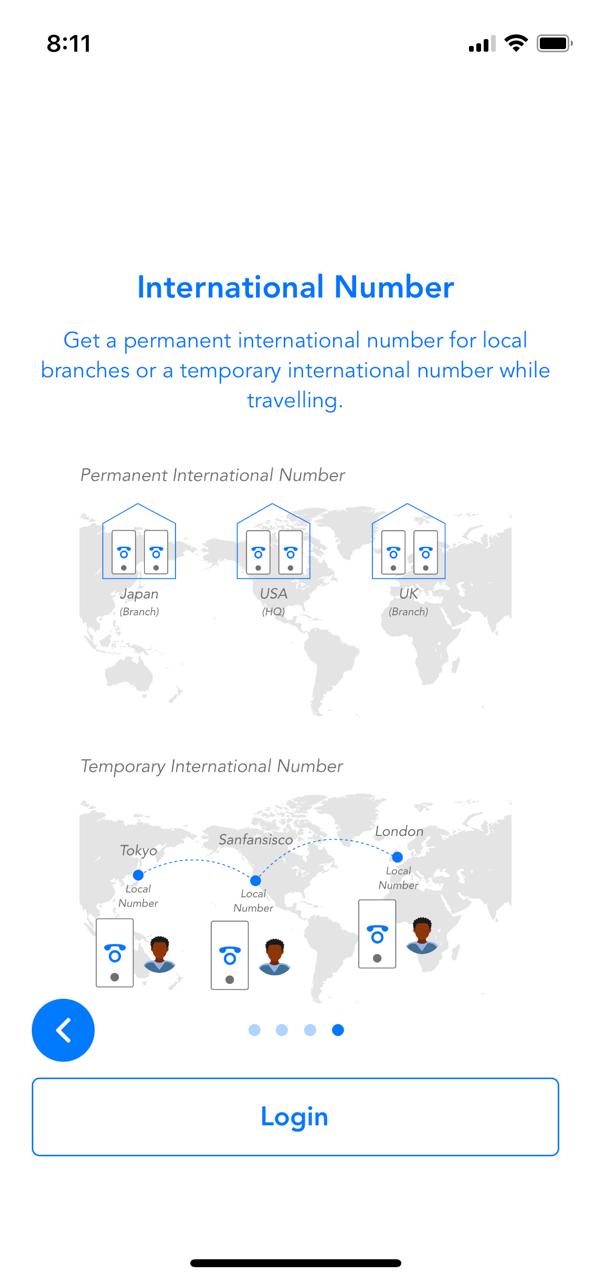 8:11
International Number
Get a permanent international number for local
branches or a temporary international number while
travelling.
Permanent International Number
Japan
(Branch)
USA
(HQ)
UK
(Branch)
Temporary International Number
Tokyo
Local
Number
Sanfansisco
Local
Number
London
Local
Number
Login